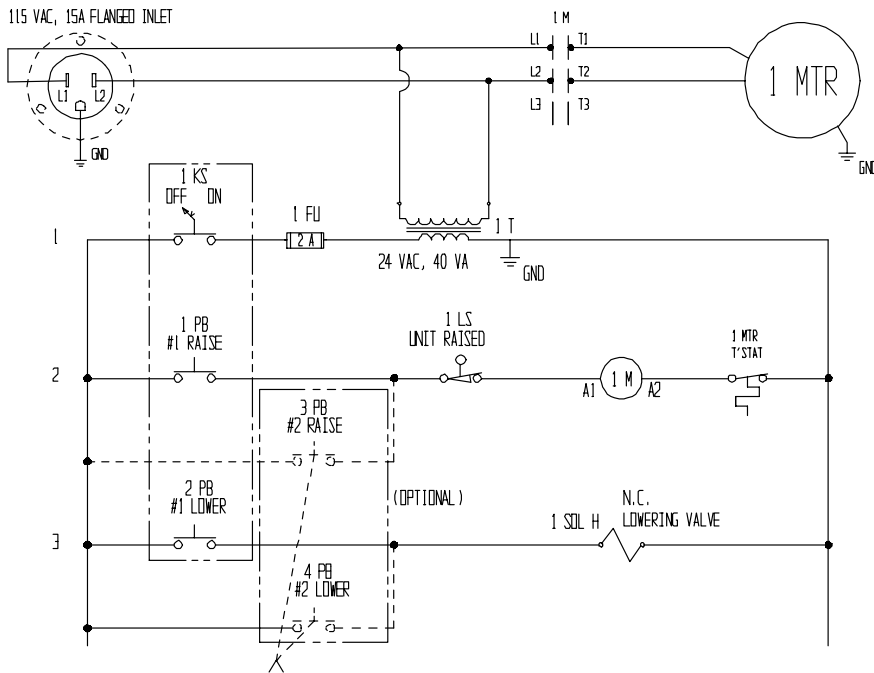 115 VAC, 15A FLANGED INLET
1 M
L1 T1
L2 T2
L3 T3
1 MTR
L1 L2
GND
GND
1 KS
OFF ON
1 FU
2 A
1 T
1
24 VAC, 40 VA
GND
1 PB
#1 RAISE
1 LS
UNIT RAISED
1 MTR
T'STAT
2
1 M
A1 A2
3 PB
#2 RAISE
2 PB
#1 LOWER
(OPTIONAL)
N.C.
LOWERING VALVE
1 SOL H
3
4 PB
#2 LOWER